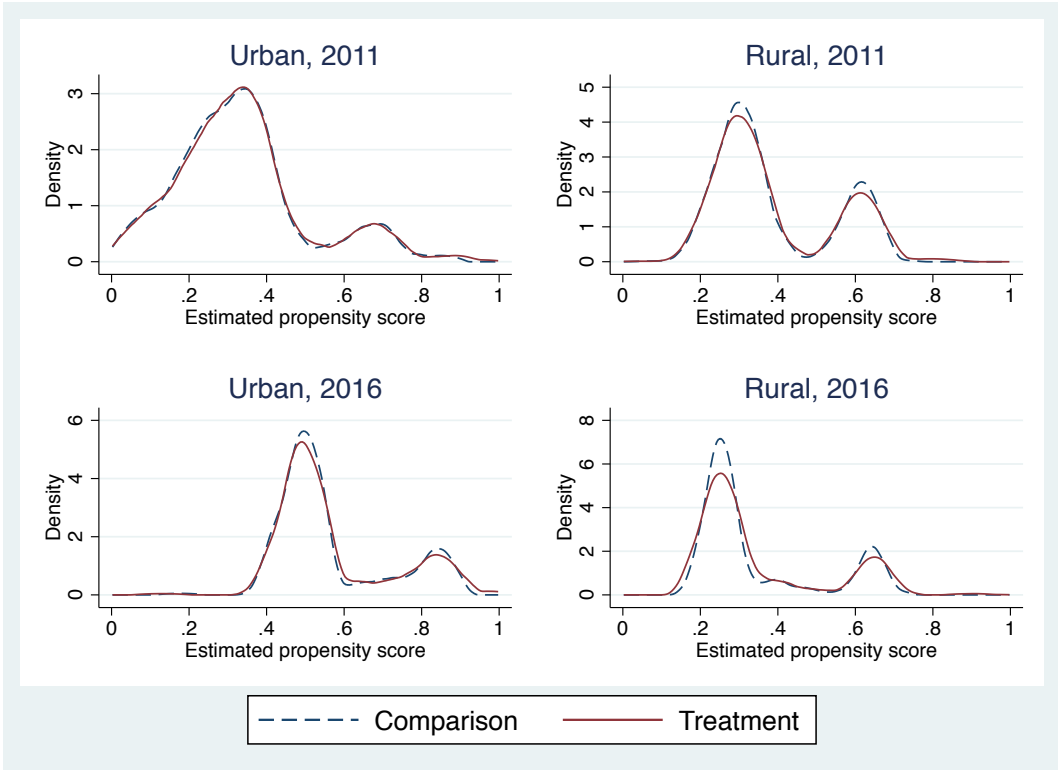 Urban, 2011
Density
0 1 2 3
0 .2 .4 .6 .8 1
Estimated propensity score
Rural, 2011
Density
0 1 2 3 4 5
0 .2 .4 .6 .8 1
Estimated propensity score
Urban, 2016
Density
0 2 4 6
0 .2 .4 .6 .8 1
Estimated propensity score
Rural, 2016
Density
0 2 4 6 8
0 .2 .4 .6 .8 1
Estimated propensity score
Comparison Treatment